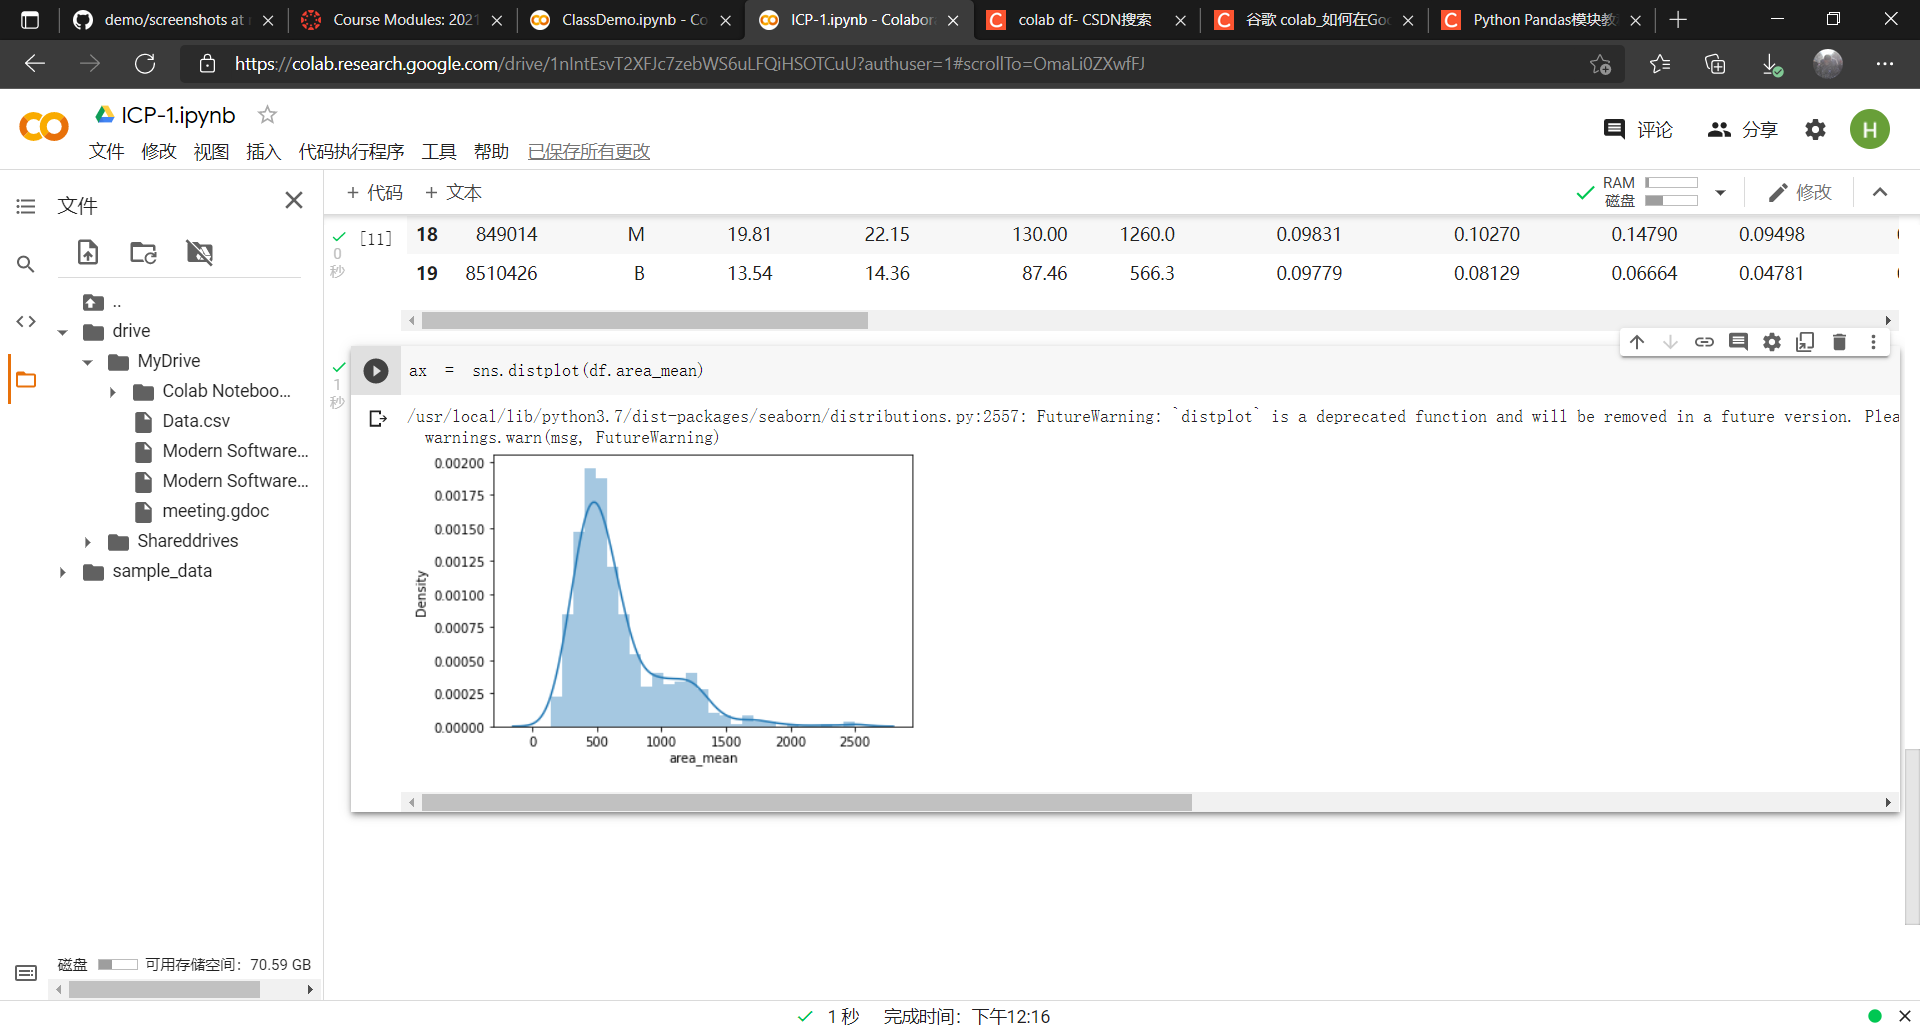 demo/screenshots at
Course Modules: 2021
ClassDemo.ipynb - Co
ICP-1.ipynb - Colabor
colab df- CSDN搜索
谷歌 colab_如何在Goo
Python Pandas模块教
https://colab.research.google.com/drive/1nIntEsvT2XFJc7zebWS6uLFQiHSOTCuU?authuser=1#scrollTo=OmaLi0ZXwfFJ
ICP-1.ipynb
评论 分享 H
文件 修改 视图 插入 代码执行程序 工具 帮助 已保存所有更改
文件
+ 代码 + 文本
RAM
磁盘
修改
..
drive
MyDrive
Colab Noteboo...
Data.csv
Modern Software...
Modern Software...
meeting.gdoc
Shareddrives
sample_data
磁盘 可用存储空间：70.59 GB
[11]
0
秒
18 849014 M 19.81 22.15 130.00 1260.0 0.09831 0.10270 0.14790 0.09498
19 8510426 B 13.54 14.36 87.46 566.3 0.09779 0.08129 0.06664 0.04781
1
秒
ax = sns.distplot(df.area_mean)
/usr/local/lib/python3.7/dist-packages/seaborn/distributions.py:2557: FutureWarning: `distplot` is a deprecated function and will be removed in a future version. Plea
warnings.warn(msg, FutureWarning)
0.00200
0.00175
0.00150
0.00125
0.00100
0.00075
0.00050
0.00025
0.00000
Density
0 500 1000 1500 2000 2500
area_mean
1 秒 完成时间：下午12:16